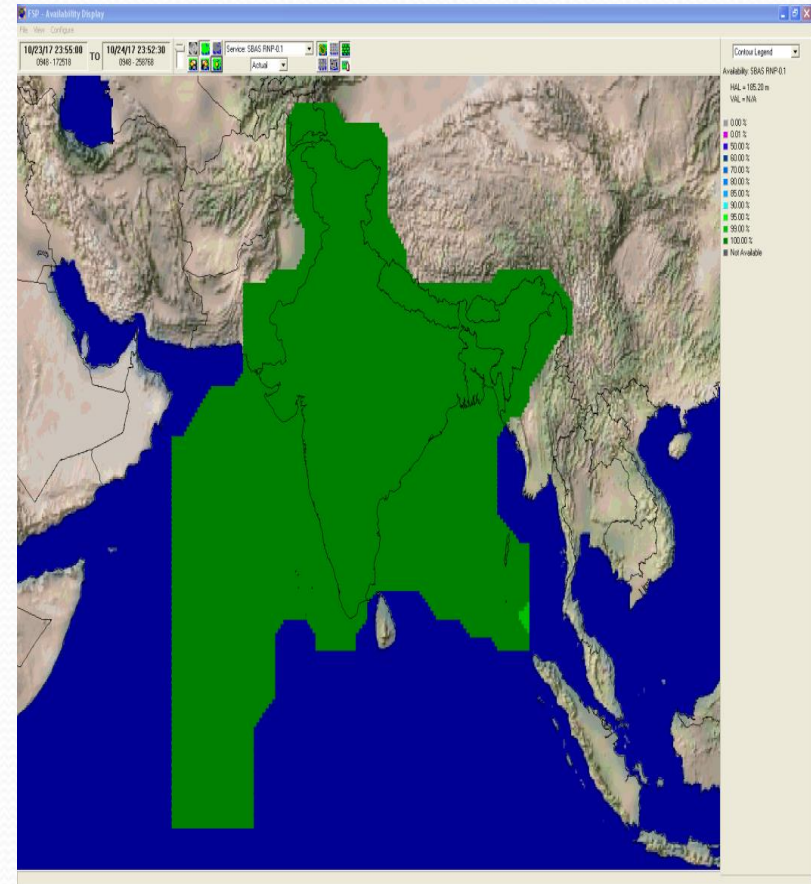 FSP - Availability Display
File View Configure
10/23/17 23:55:00
0948 - 172518
TO
10/24/17 23:52:30
0948 - 258768
Service: SBAS RNP-0.1
Actual
Contour Legend
Availability: SBAS RNP-0.1
HAL = 185.20 m
VAL = N/A
0.00 %
0.01 %
50.00 %
60.00 %
70.00 %
80.00 %
85.00 %
90.00 %
95.00 %
99.00 %
100.00 %
Not Available